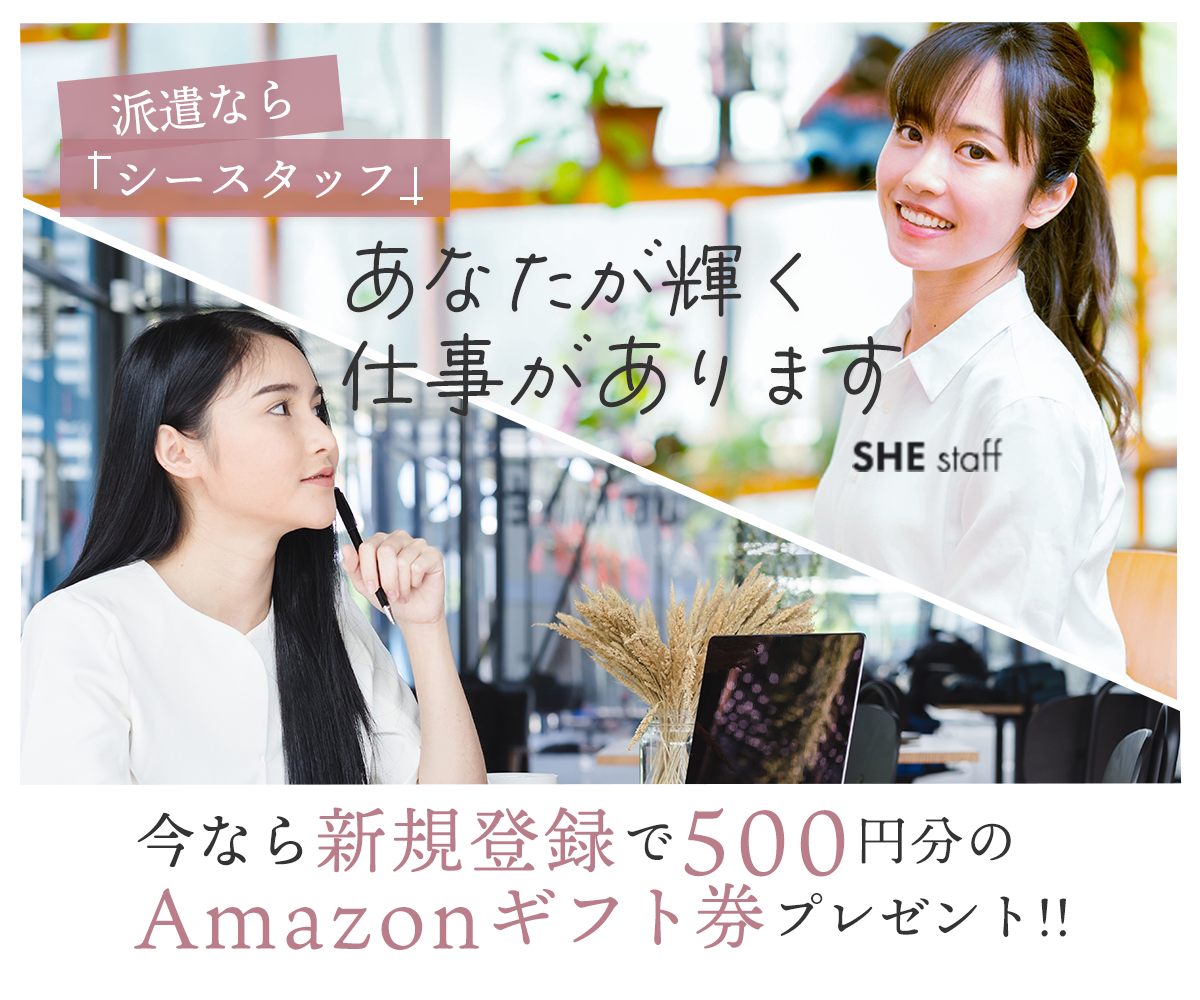 派遣なら
「シースタッフ」
あなたが輝く
仕事があります
SHE staff
今なら新規登録で500円分の
Amazonギフト券プレゼント!!